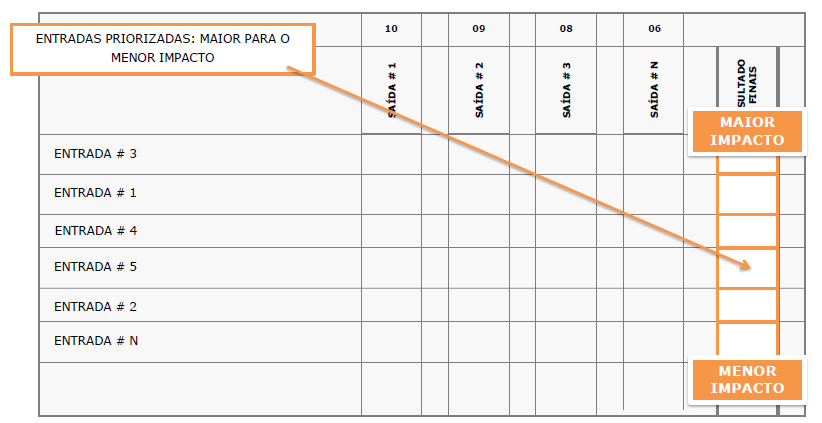 ENTRADAS PRIORIZADAS: MAIOR PARA O
MENOR IMPACTO
10
09
08
06
SAÍDA # 1
SAÍDA # 2
SAÍDA # 3
SAÍDA # N
SULTADO
FINAIS
MAIOR
IMPACTO
ENTRADA # 3
ENTRADA # 1
ENTRADA # 4
ENTRADA # 5
ENTRADA # 2
ENTRADA # N
MENOR
IMPACTO